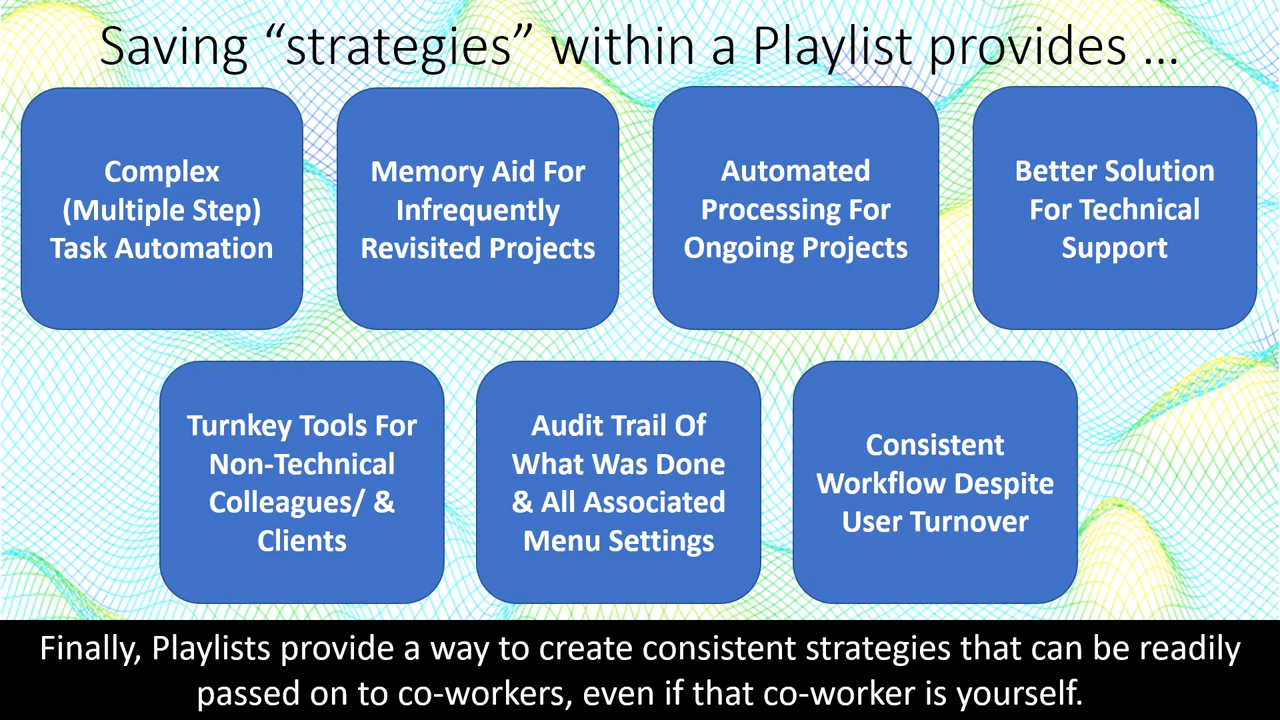 Saving “strategies” within a Playlist provides ...
Complex
(Multiple Step)
Task Automation
Memory Aid For
Infrequently
Revisited Projects
Automated
Processing For
Ongoing Projects
Better Solution
For Technical
Support
Turnkey Tools For
Non-Technical
Colleagues/ &
Clients
Audit Trail Of
What Was Done
& All Associated
Menu Settings
Consistent
Workflow Despite
User Turnover
Finally, Playlists provide a way to create consistent strategies that can be readily
passed on to co-workers, even if that co-worker is yourself.